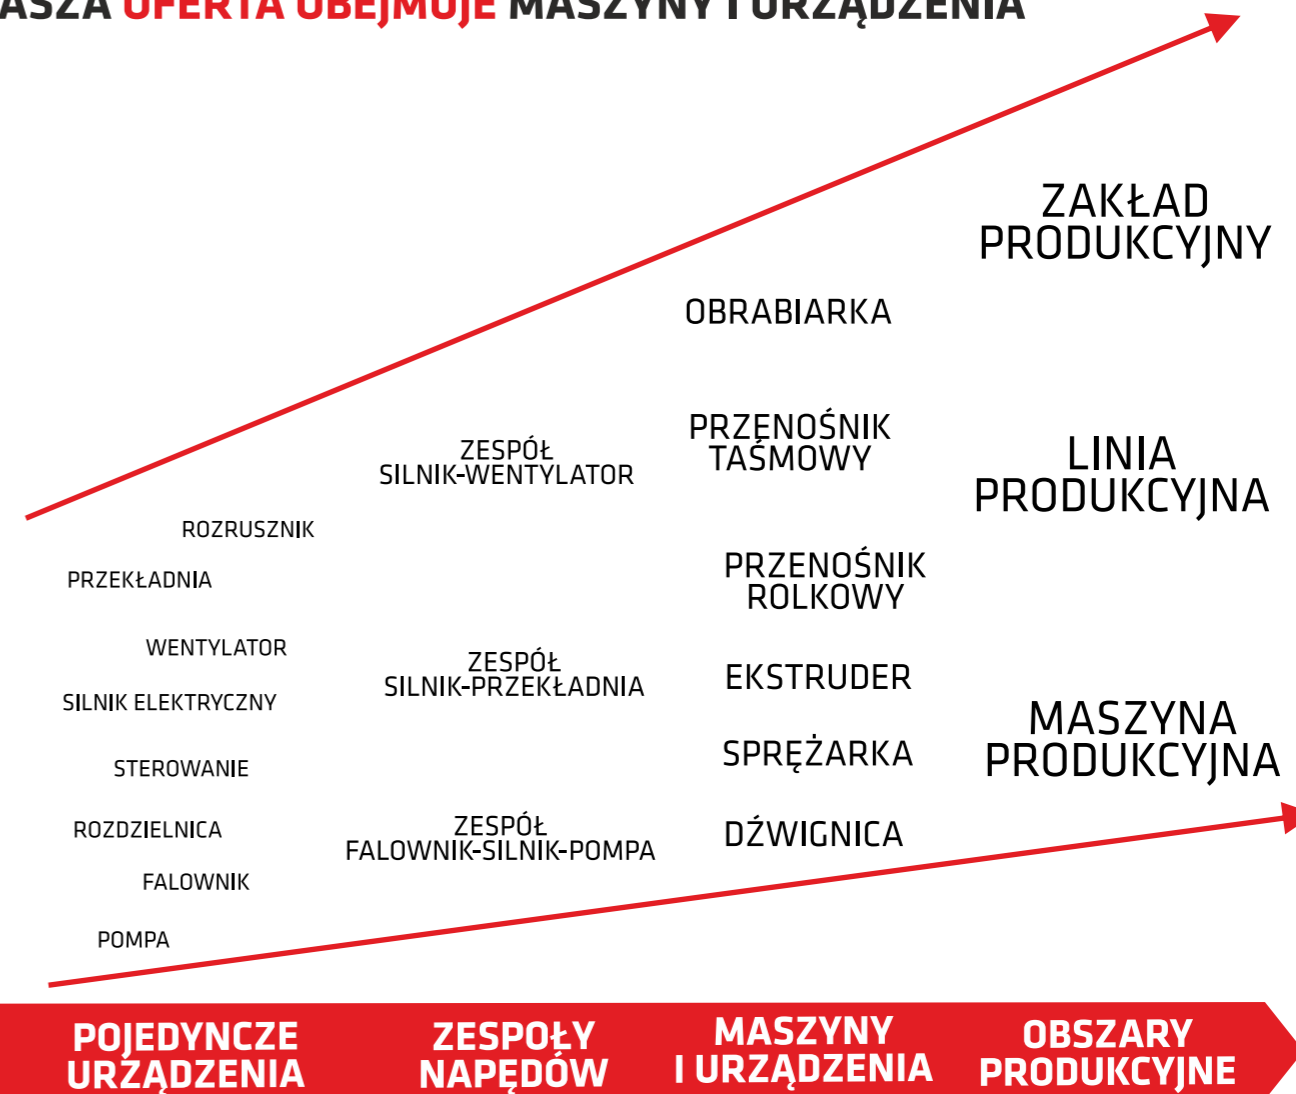 ASZA OFERTA OBEJMUJE MASZYNY I URZĄDZENIA
ROZRUSZNIK
PRZEKŁADNIA
WENTYLATOR
SILNIK ELEKTRYCZNY
STEROWANIE
ROZDZIELNICA
FALOWNIK
POMPA
ZESPÓŁ
SILNIK-WENTYLATOR
ZESPÓŁ
SILNIK-PRZEKŁADNIA
ZESPÓŁ
FALOWNIK-SILNIK-POMPA
OBRABIARKA
PRZENOŚNIK
TAŚMOWY
PRZENOŚNIK
ROLKOWY
EKSTRUDER
SPRĘŻARKA
DŹWIGNICA
ZAKŁAD
PRODUKCYJNY
LINIA
PRODUKCYJNA
MASZYNA
PRODUKCYJNA
POJEDYNCZE
URZĄDZENIA
ZESPOŁY
NAPĘDÓW
MASZYNY
I URZĄDZENIA
OBSZARY
PRODUKCYJNE